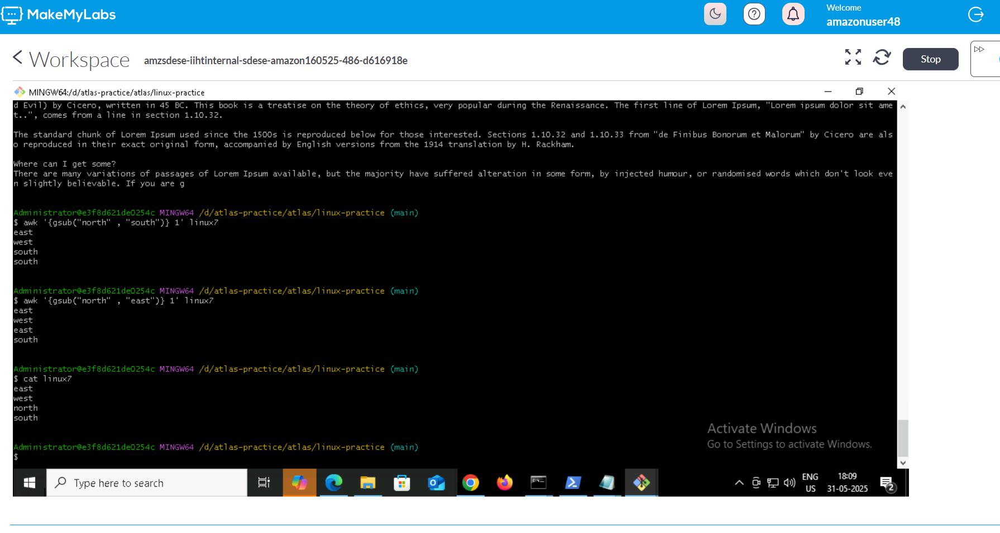 MakeMyLabs
Welcome
amazonuser48
Workspace amzsdese-iihtinternal-sdese-amazon160525-486-d616918e
Stop
MINGW64:/d/atlas-practice/atlas/linux-practice
d Evil) by Cicero, written in 45 BC. This book is a treatise on the theory of ethics, very popular during the Renaissance. The first line of Lorem Ipsum, "Lorem ipsum dolor sit ame
t..", comes from a line in section 1.10.32.
The standard chunk of Lorem Ipsum used since the 1500s is reproduced below for those interested. Sections 1.10.32 and 1.10.33 from "de Finibus Bonorum et Malorum" by Cicero are als
o reproduced in their exact original form, accompanied by English versions from the 1914 translation by H. Rackham.
Where can I get some?
There are many variations of passages of Lorem Ipsum available, but the majority have suffered alteration in some form, by injected humour, or randomised words which don't look eve
n slightly believable. If you are g
Administrator@e3f8d621de0254c MINGW64 /d/atlas-practice/atlas/linux-practice (main)
$ awk '{gsub("north" , "south")} 1' linux7
east
west
south
south
Administrator@e3f8d621de0254c MINGW64 /d/atlas-practice/atlas/linux-practice (main)
$ awk '{gsub("north" , "east")} 1' linux7
east
west
east
south
Administrator@e3f8d621de0254c MINGW64 /d/atlas-practice/atlas/linux-practice (main)
$ cat linux7
east
west
north
south
Administrator@e3f8d621de0254c MINGW64 /d/atlas-practice/atlas/linux-practice (main)
$
Activate Windows
Go to Settings to activate Windows.
Type here to search
ENG
US
18:09
31-05-2025
2